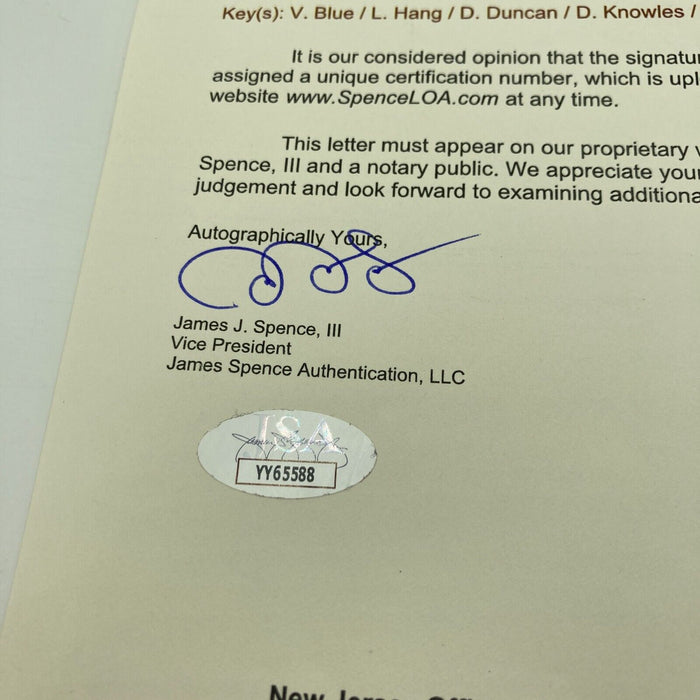 Key(s): V. Blue / L. Hang / D. Duncan / D. Knowles /
It is our considered opinion that the signatur
assigned a unique certification number, which is upl
website www.SpenceLOA.com at any time.
This letter must appear on our proprietary
Spence, III and a notary public. We appreciate your
judgement and look forward to examining additiona
Autographically Yours,
James J. Spence, III
Vice President
James Spence Authentication, LLC
JSA
YY65588
New Jersey